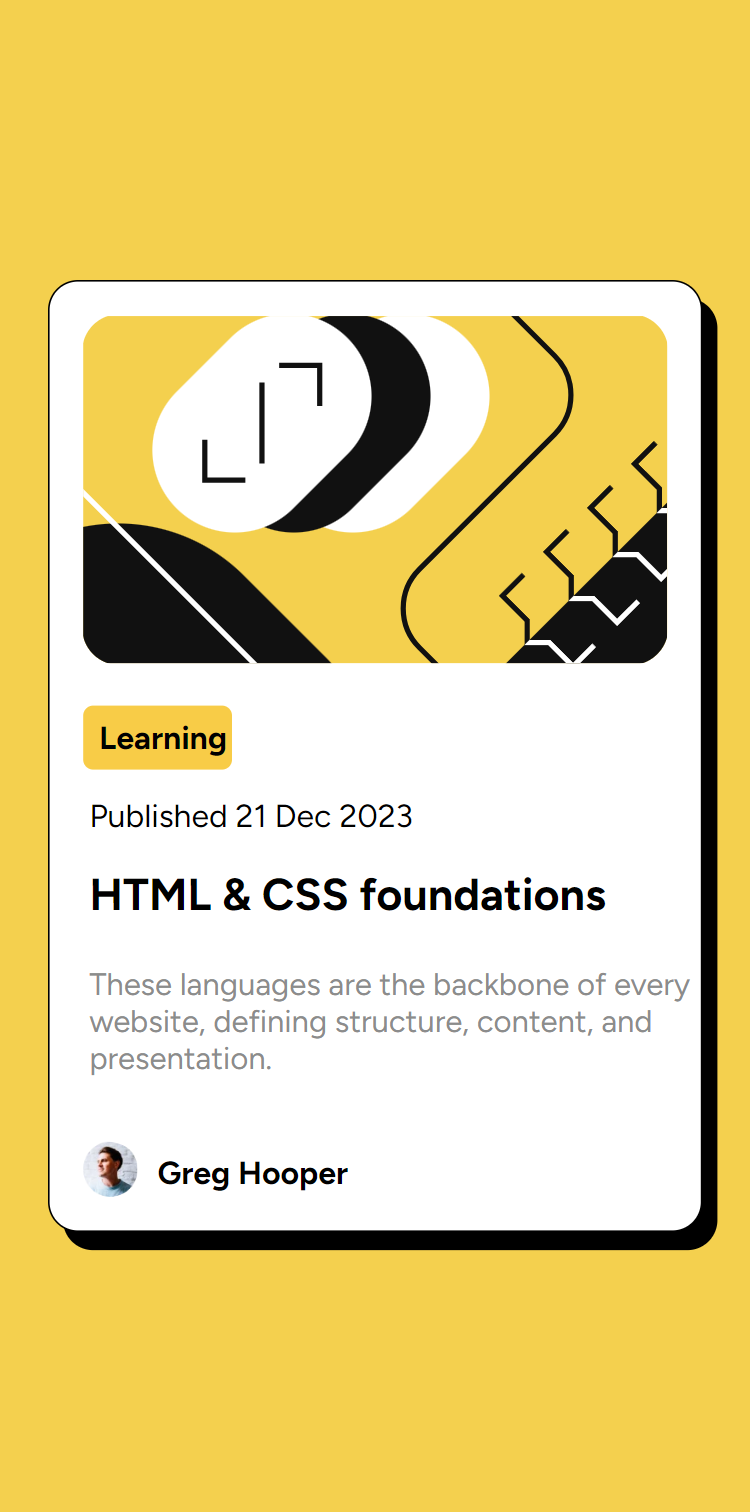 Learning
Published 21 Dec 2023
HTML & CSS foundations
These languages are the backbone of every
website, defining structure, content, and
presentation.
Greg Hooper